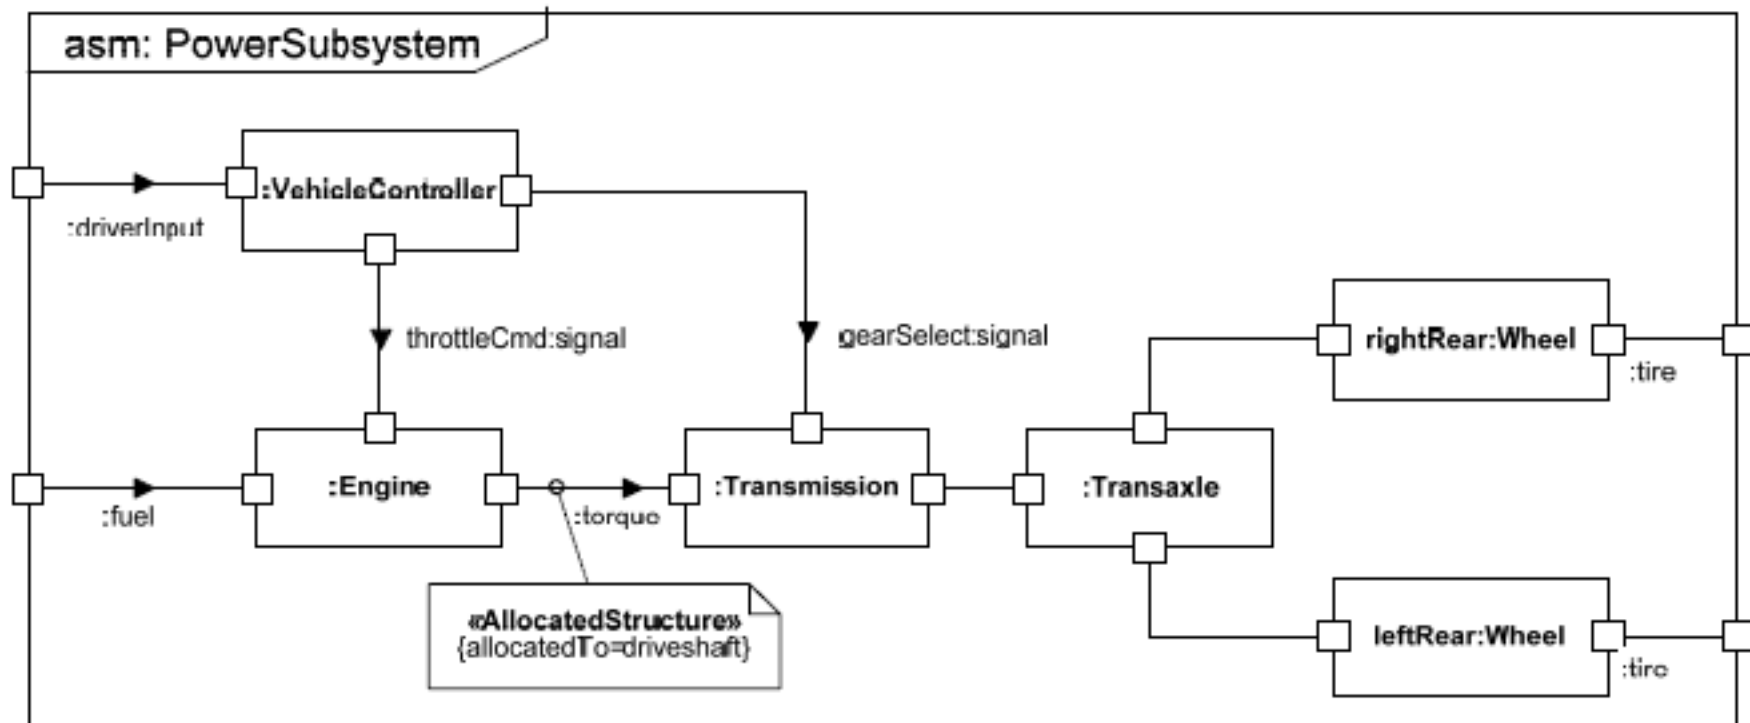 asm: PowerSubsystem
:VehicleController
:driverInput
throttleCmd:signal
gearSelect:signal
rightRear:Wheel
:tire
:Engine
:Transmission
:Transaxle
:fuel
:torque
«AllocatedStructure»
{allocatedTo=driveshaft}
leftRear:Wheel
:tire